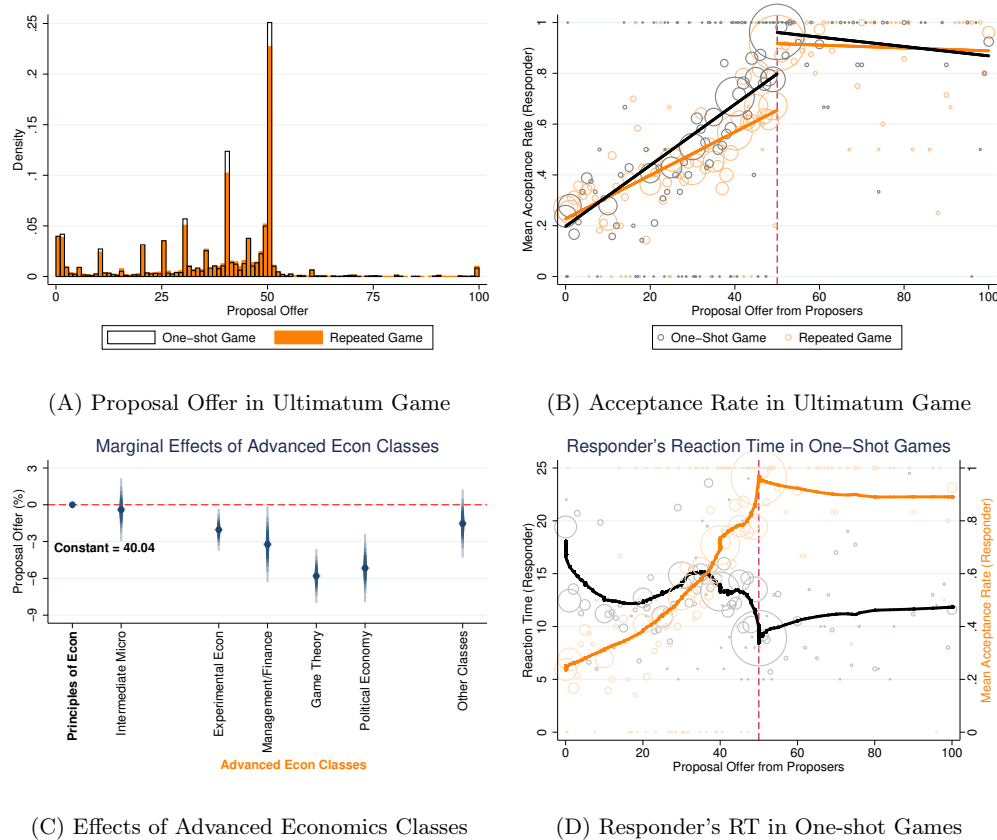 .25
.2
.15
.1
.05
0
Density
0 25 50 75 100
Proposal Offer
One−shot Game Repeated Game
(A) Proposal Offer in Ultimatum Game
1
.8
.6
.4
.2
0
Mean Acceptance Rate (Responder)
0 20 40 60 80 100
Proposal Offer from Proposers
One-Shot Game Repeated Game
(B) Acceptance Rate in Ultimatum Game
Marginal Effects of Advanced Econ Classes
3
0
-3
-6
-9
Proposal Offer (%)
Constant = 40.04
Principles of Econ
Intermediate Micro
Experimental Econ
Management/Finance
Game Theory
Political Economy
Other Classes
Advanced Econ Classes
(C) Effects of Advanced Economics Classes
Responder's Reaction Time in One−Shot Games
25
20
15
10
5
0
Reaction Time (Responder)
1
.8
.6
.4
.2
0
Mean Acceptance Rate (Responder)
0 20 40 60 80 100
Proposal Offer from Proposers
(D) Responder's RT in One-shot Games